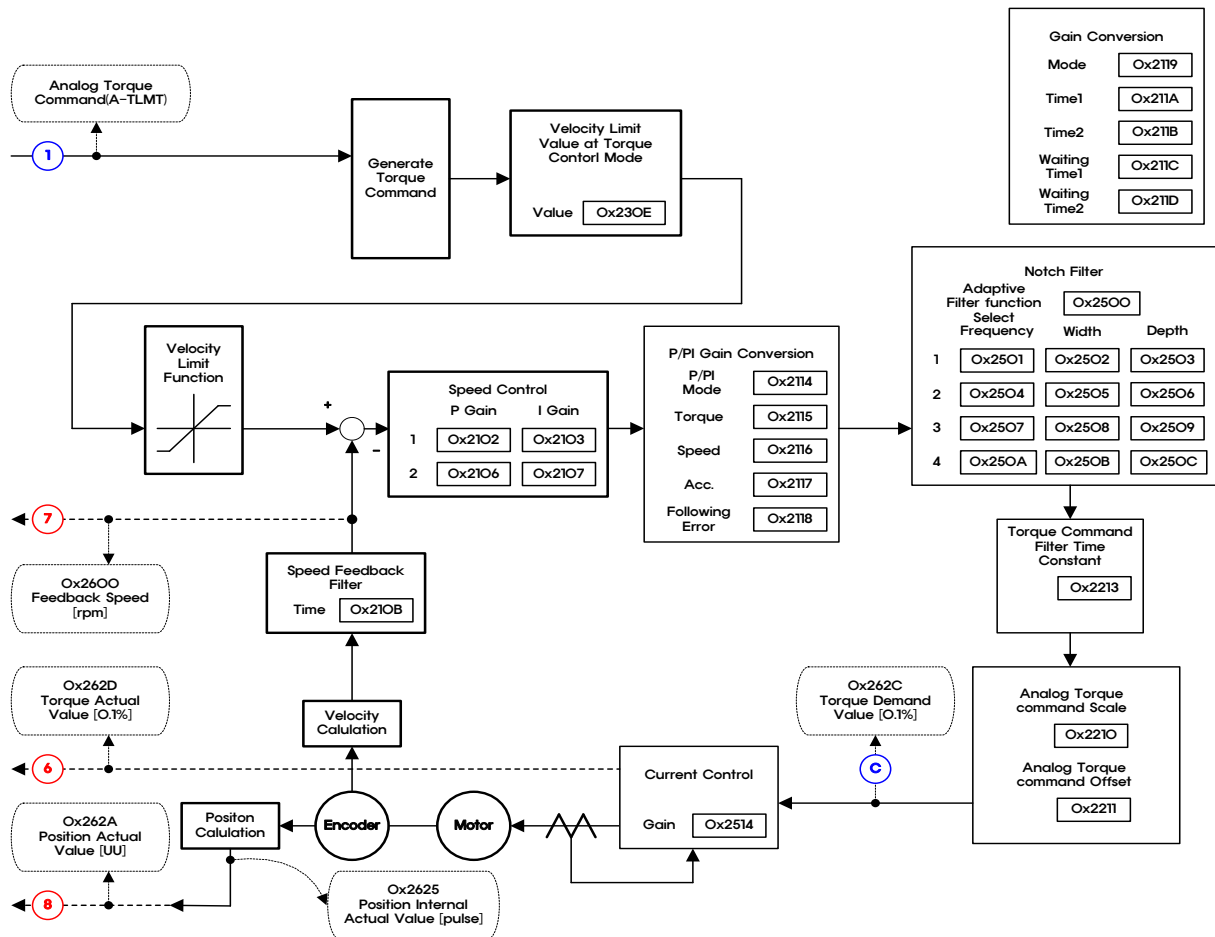 Analog Torque
Command(A-TLMT)
1
Generate
Torque
Command
Velocity Limit
Value at Torque
Contorl Mode
Value 0x230E
Gain Conversion
Mode 0x2119
Time1 0x211A
Time2 0x211B
Waiting
Time1 0x211C
Waiting
Time2 0x211D
Velocity
Limit
Function
+
-
Speed Control
P Gain I Gain
1 0x2102 0x2103
2 0x2106 0x2107
P/PI Gain Conversion
P/PI
Mode 0x2114
Torque 0x2115
Speed 0x2116
Acc. 0x2117
Following
Error 0x2118
Notch Filter
Adaptive
Filter function
Select 0x2500
Frequency Width Depth
1 0x2501 0x2502 0x2503
2 0x2504 0x2505 0x2506
3 0x2507 0x2508 0x2509
4 0x250A 0x250B 0x250C
7
0x2600
Feedback Speed
[rpm]
Speed Feedback
Filter
Time 0x210B
Torque Command
Filter Time
Constant
0x2213
0x262D
Torque Actual
Value [0.1%]
Velocity
Calulation
0x262C
Torque Demand
Value [0.1%]
Analog Torque
command Scale
0x2210
Analog Torque
command Offset
0x2211
6
C
Current Control
Gain 0x2514
0x262A
Position Actual
Value [UU]
Positon
Calulation
Encoder
Motor
8
0x2625
Position Internal
Actual Value [pulse]